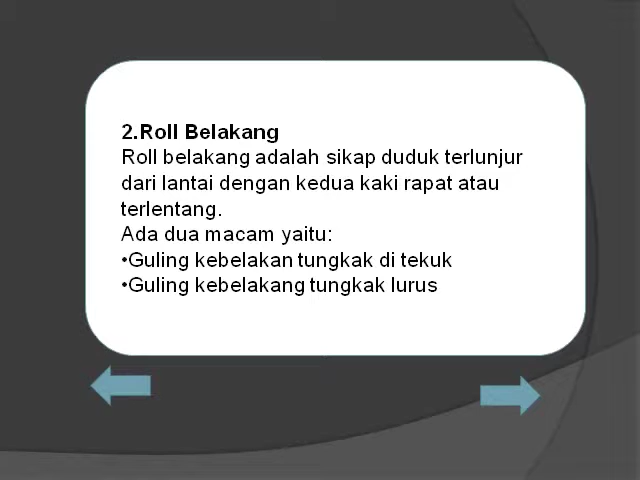 2.Roll Belakang
Roll belakang adalah sikap duduk terlunjur
dari lantai dengan kedua kaki rapat atau
terlentang.
Ada dua macam yaitu:
•Guling kebelakan tungkak di tekuk
•Guling kebelakang tungkak lurus